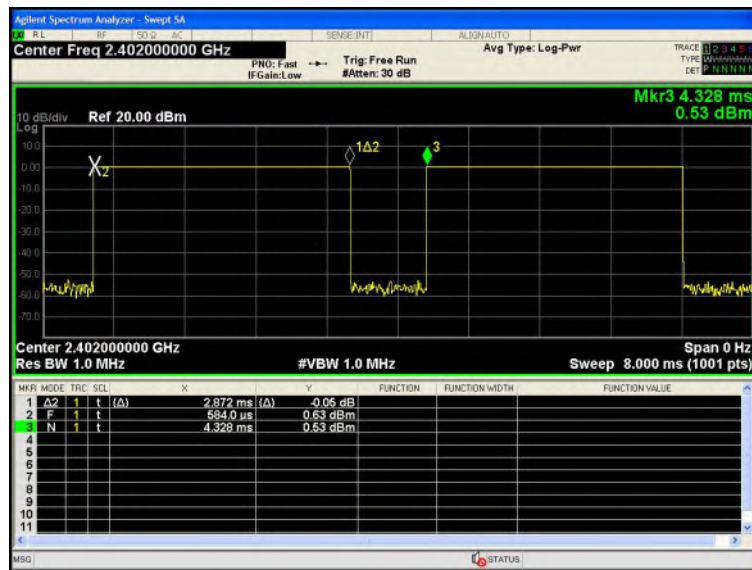 Agilent Spectrum Analyzer - Swept SA
RL RF 50 Ω AC SENSE:INT ALIGNAUTO
Center Freq 2.402000000 GHz
Avg Type: Log-Pwr
PNO: Fast Trig: Free Run
IFGain:Low #Atten: 30 dB
TRACE 1 2 3 4 5
TYPE
DET P N N N N
Mkr3 4.328 ms
0.53 dBm
10 dB/div Ref 20.00 dBm
Log
10.0
0.00
-10.0
-20.0
-30.0
-40.0
-50.0
-60.0
-70.0
2
1Δ2
3
Center 2.402000000 GHz Span 0 Hz
Res BW 1.0 MHz #VBW 1.0 MHz Sweep 8.000 ms (1001 pts)
MKR MODE TRC SCL X Y FUNCTION FUNCTION WIDTH FUNCTION VALUE
1 Δ2 1 t (Δ) 2.872 ms (Δ) -0.05 dB
2 F 1 t 584.0 µs 0.63 dBm
3 N 1 t 4.328 ms 0.53 dBm
4
5
6
7
8
9
10
11
MSG STATUS